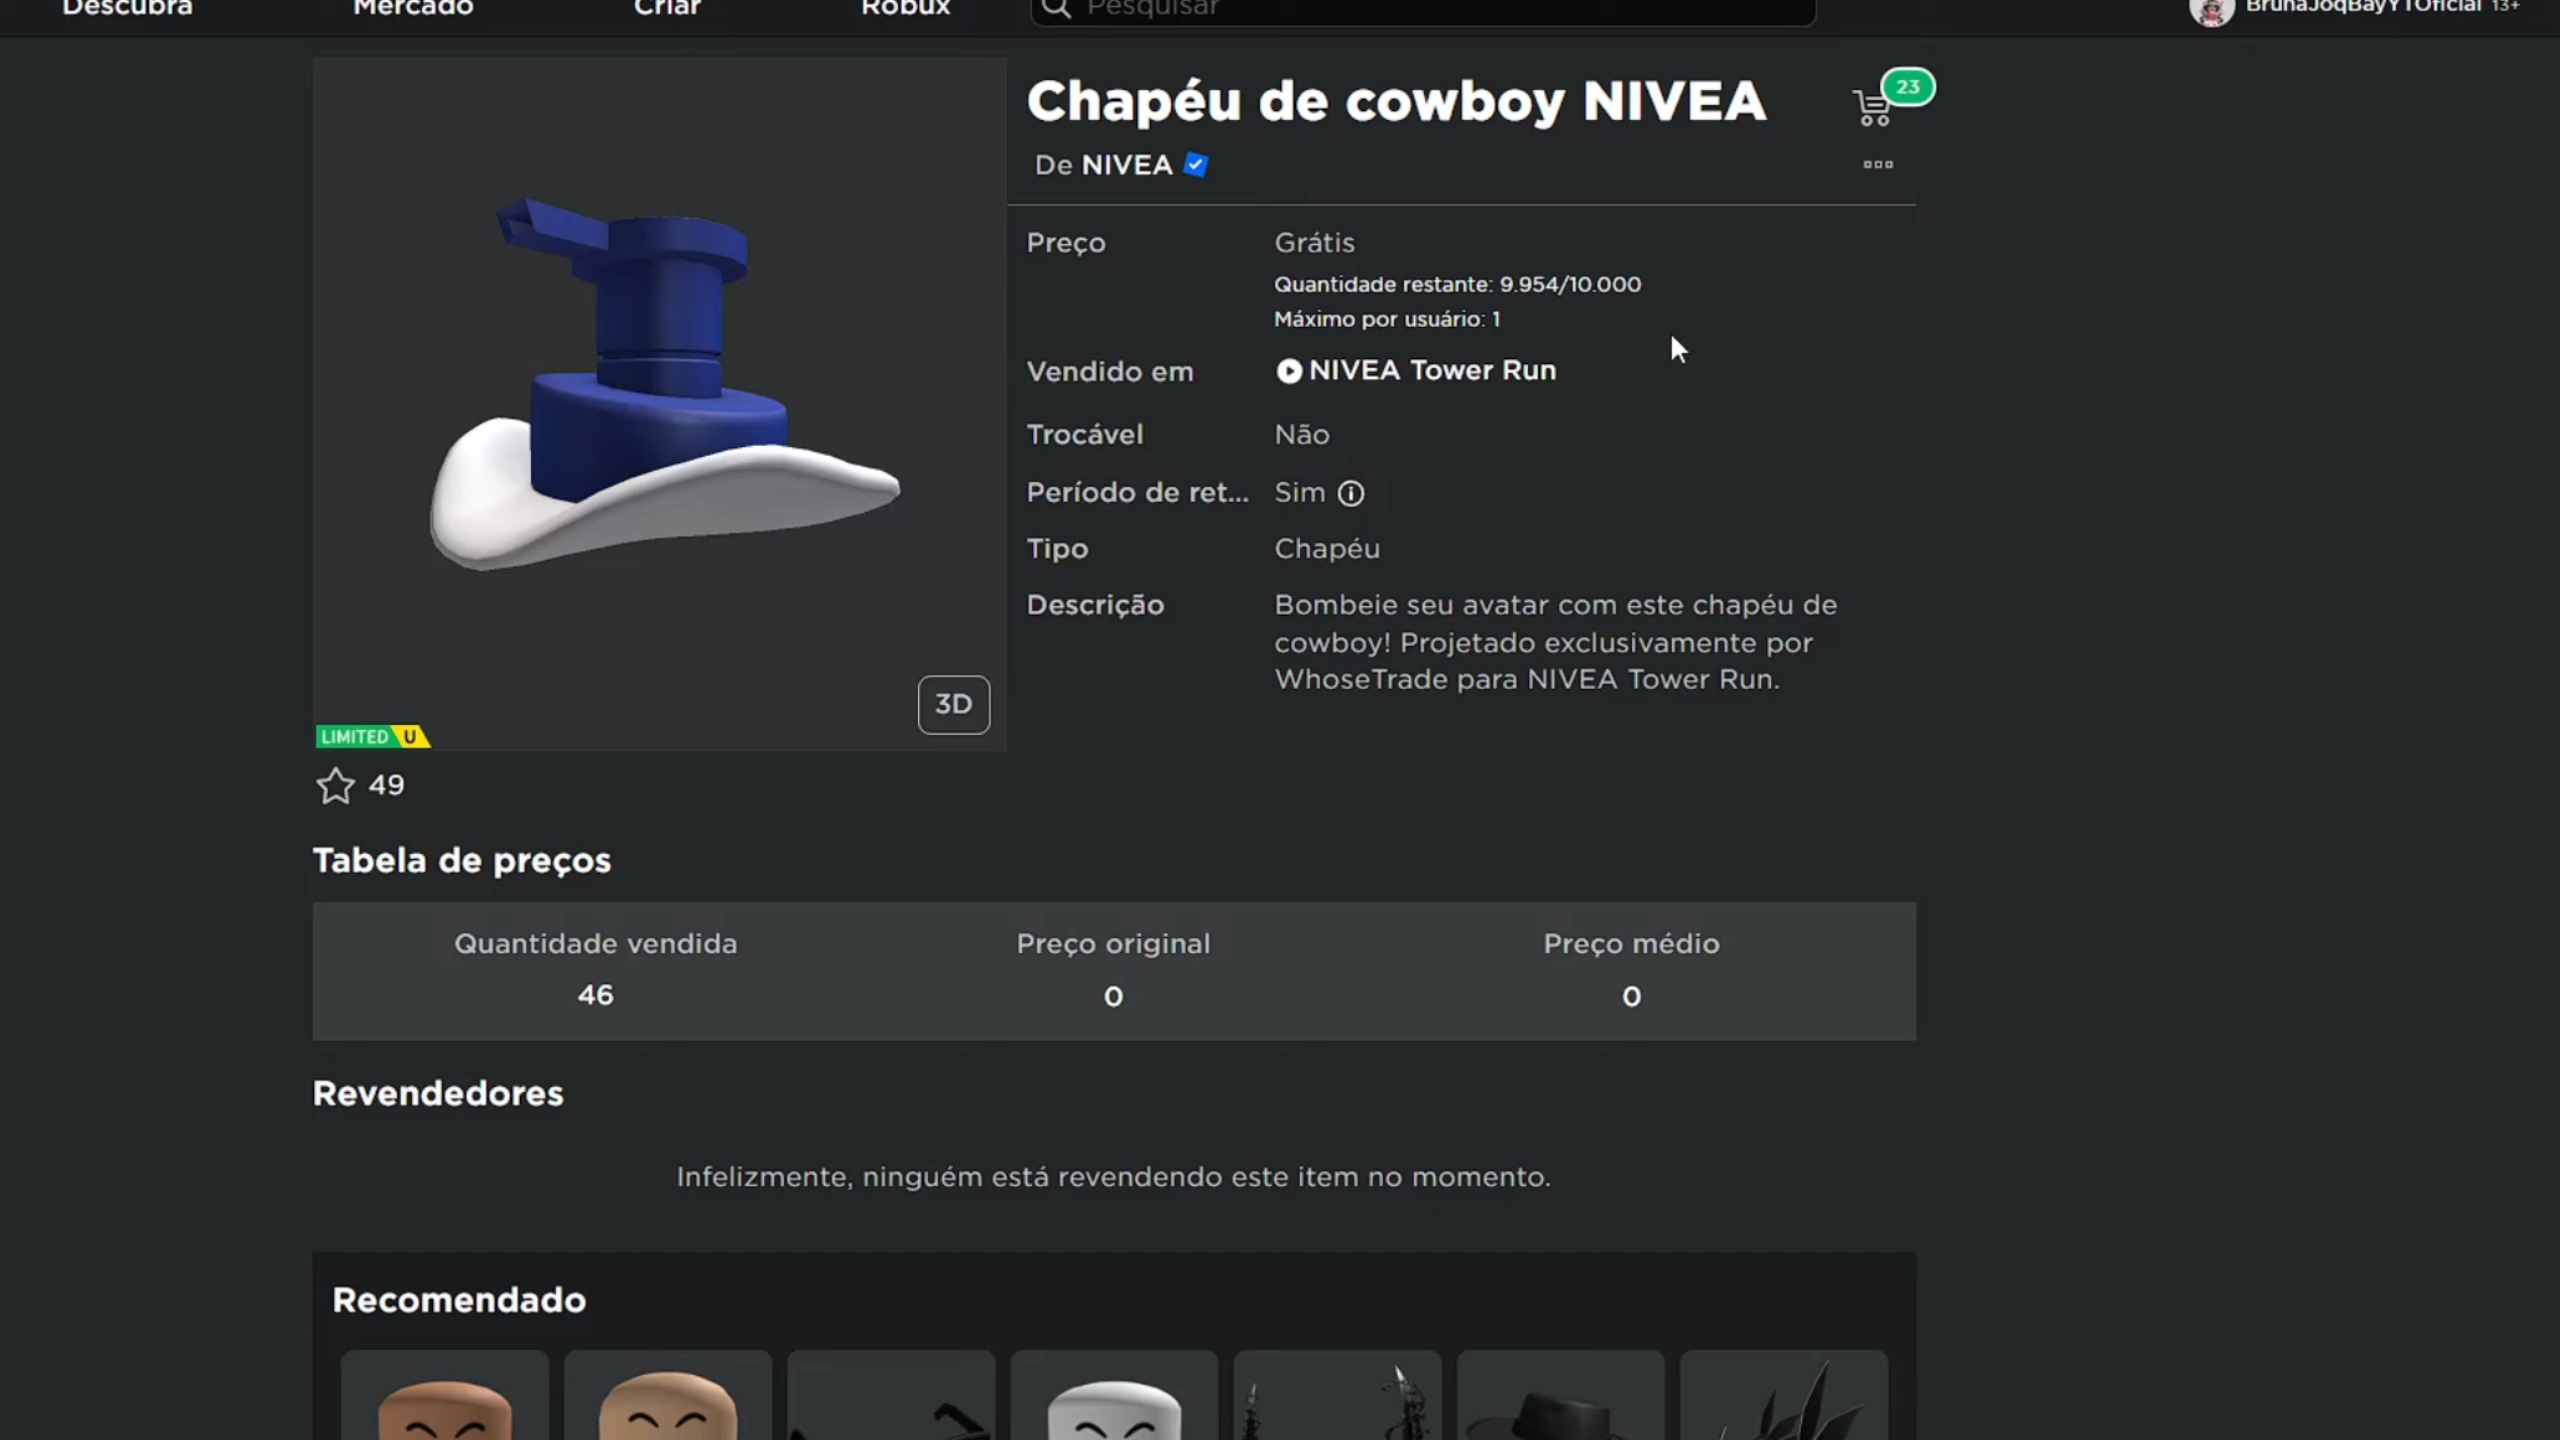 Descubra
Mercado
Criar
Robux
Pesquisar
BrunaJoqBayYTOficial 13+
Chapéu de cowboy NIVEA
23
De NIVEA
Preço
Grátis
Quantidade restante: 9.954/10.000
Máximo por usuário: 1
Vendido em
NIVEA Tower Run
Trocável
Não
Período de ret...
Sim
Tipo
Chapéu
Descrição
Bombeie seu avatar com este chapéu de
cowboy! Projetado exclusivamente por
WhoseTrade para NIVEA Tower Run.
3D
LIMITED U
49
Tabela de preços
Quantidade vendida
Preço original
Preço médio
46
0
0
Revendedores
Infelizmente, ninguém está revendendo este item no momento.
Recomendado